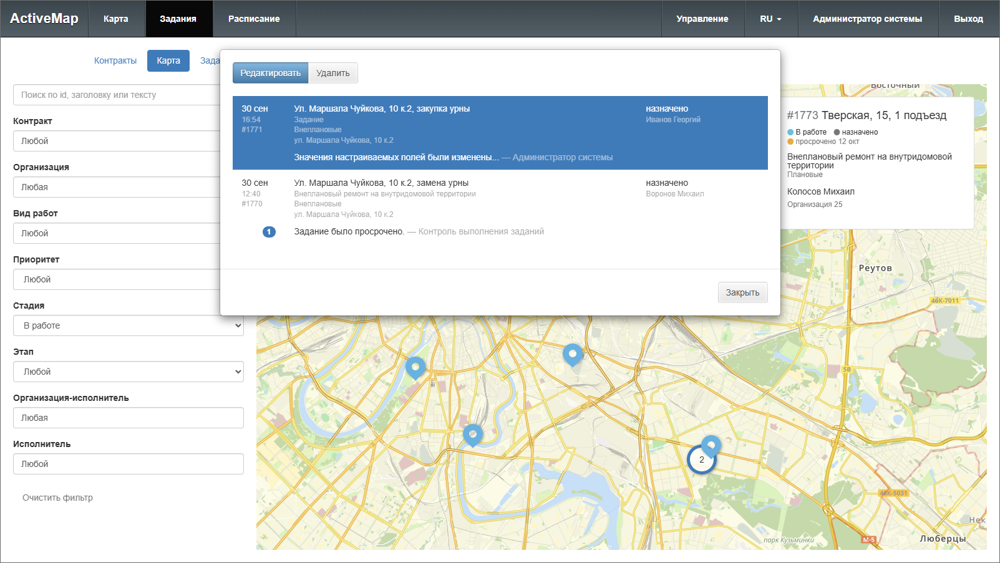 ActiveMap
Карта
Задания
Расписание
Управление
RU
Администратор системы
Выход
Контракты
Карта
Зада
Поиск по id, заголовку или тексту
Контракт
Любой
Организация
Любая
Вид работ
Любой
Приоритет
Любой
Стадия
В работе
Этап
Любой
Организация-исполнитель
Любая
Исполнитель
Любой
Очистить фильтр
Редактировать
Удалить
30 сен
16:54
#1771
Ул. Маршала Чуйкова, 10 к.2, закупка урны
Задание
Внеплановые
ул. Маршала Чуйкова, 10 к.2
назначено
Иванов Георгий
Значения настраиваемых полей были изменены... — Администратор системы
30 сен
12:40
#1770
Ул. Маршала Чуйкова, 10 к.2, замена урны
Внеплановый ремонт на внутридомовой территории
Внеплановые
ул. Маршала Чуйкова, 10 к.2
назначено
Воронов Михаил
1
Задание было просрочено. — Контроль выполнения заданий
Закрыть
Восточный
#1773 Тверская, 15, 1 подъезд
В работе назначено
просрочено 12 окт
Внеплановый ремонт на внутридомовой
территории
Плановые
Колосов Михаил
Организация 25
Реутов
46К-7011
5В
2
46К-5031
Нек
М-5
Люберцы
парк Кузьминки